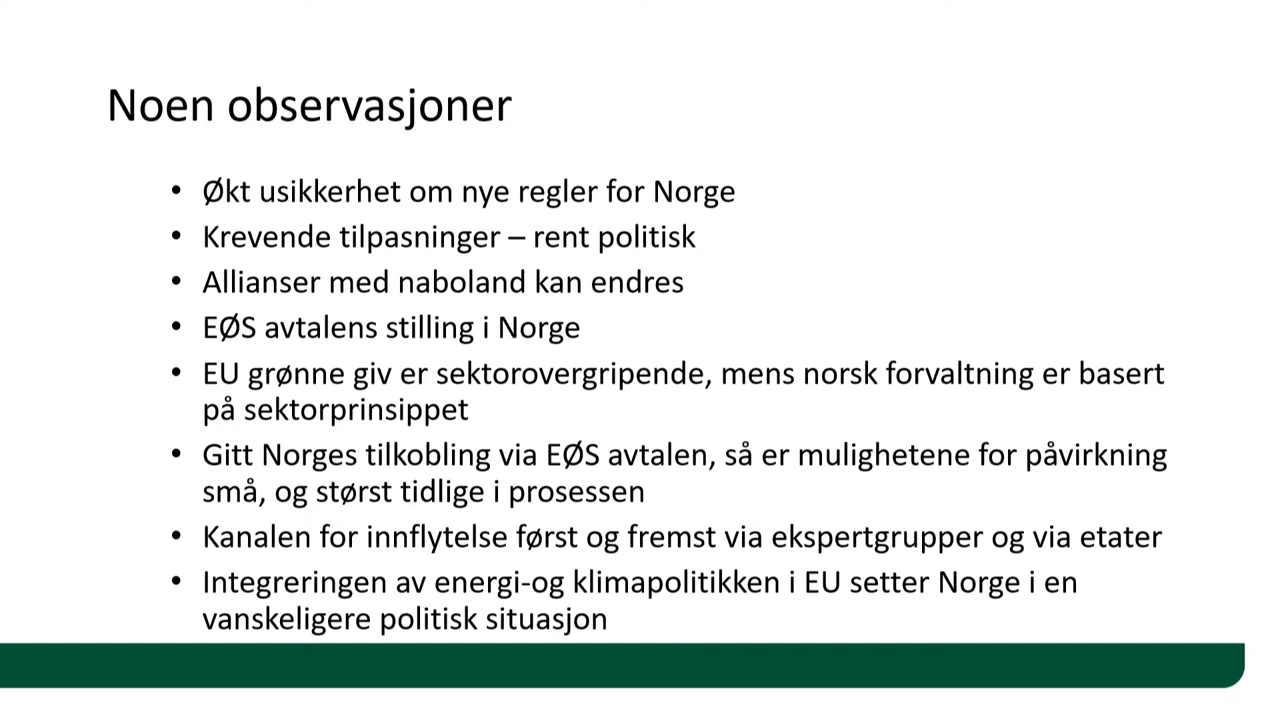 Noen observasjoner
• Økt usikkerhet om nye regler for Norge
• Krevende tilpasninger – rent politisk
• Allianser med naboland kan endres
• EØS avtalens stilling i Norge
• EU grønne giv er sektorovergripende, mens norsk forvaltning er basert
på sektorprinsippet
• Gitt Norges tilkobling via EØS avtalen, så er mulighetene for påvirkning
små, og størst tidlige i prosessen
• Kanalen for innflytelse først og fremst via ekspertgrupper og via etater
• Integreringen av energi-og klimapolitikken i EU setter Norge i en
vanskeligere politisk situasjon